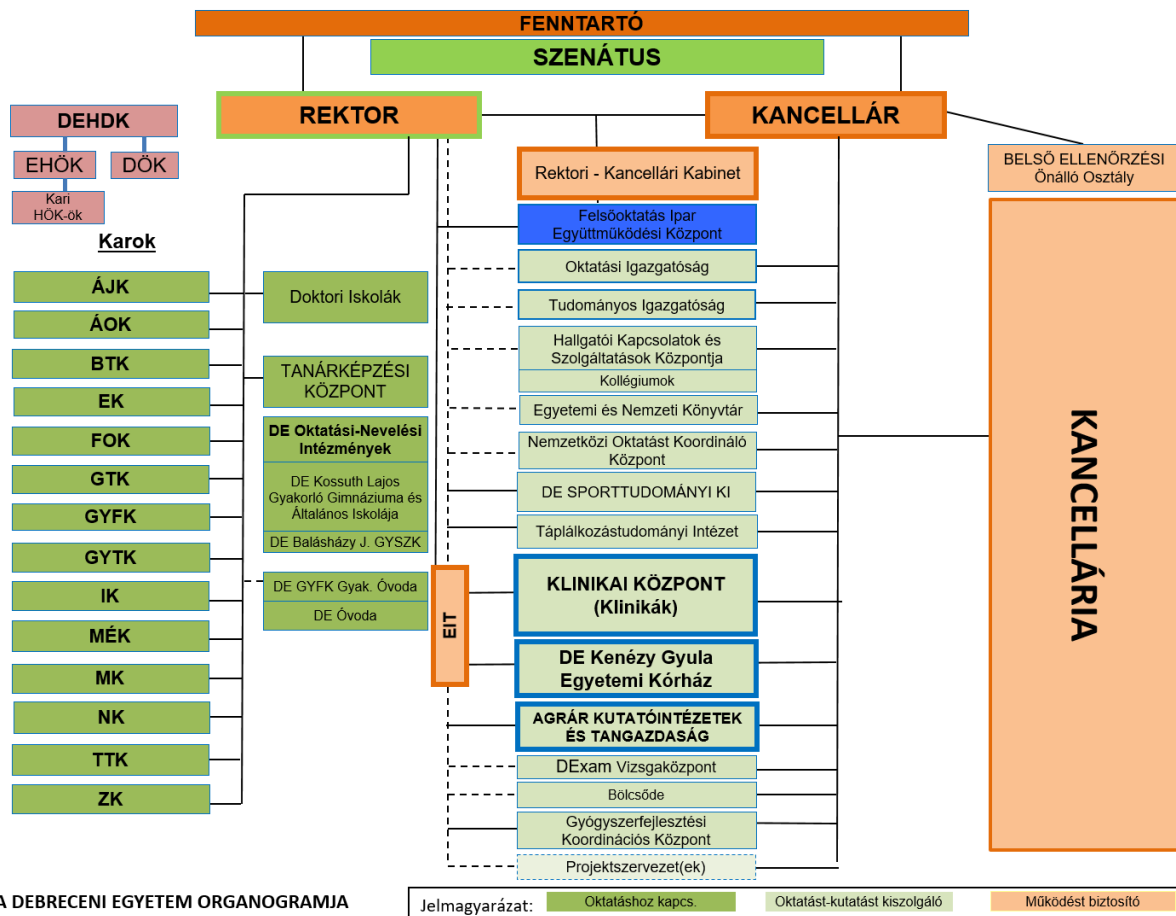 FENNTARTÓ
SZENÁTUS
REKTOR
KANCELLÁR
DEHDK
EHÖK
DÖK
Kari
HÖK-ök
Rektori - Kancellári Kabinet
BELSŐ ELLENŐRZÉSI
Önálló Osztály
Karok
ÁJK
ÁOK
BTK
EK
FOK
GTK
GYFK
GYTK
IK
MÉK
MK
NK
TTK
ZK
Doktori Iskolák
TANÁRKÉPZÉSI
KÖZPONT
DE Oktatási-Nevelési
Intézmények
DE Kossuth Lajos
Gyakorló Gimnáziuma és
Általános Iskolája
DE Balásházy J. GYSZK
DE GYFK Gyak. Óvoda
DE Óvoda
EIT
Felsőoktatás Ipar
Együttműködési Központ
Oktatási Igazgatóság
Tudományos Igazgatóság
Hallgatói Kapcsolatok és
Szolgáltatások Központja
Kollégiumok
Egyetemi és Nemzeti Könyvtár
Nemzetközi Oktatást Koordináló
Központ
DE SPORTTUDOMÁNYI KI
Táplálkozástudományi Intézet
KLINIKAI KÖZPONT
(Klinikák)
DE Kenézy Gyula
Egyetemi Kórház
AGRÁR KUTATÓINTÉZETEK
ÉS TANGAZDASÁG
DExam Vizsgaközpont
Bölcsőde
Gyógyszerfejlesztési
Koordinációs Központ
Projektszervezet(ek)
KANCELLÁRIA
A DEBRECENI EGYETEM ORGANOGRAMJA
Jelmagyarázat:
Oktatáshoz kapcs.
Oktatást-kutatást kiszolgáló
Működést biztosító